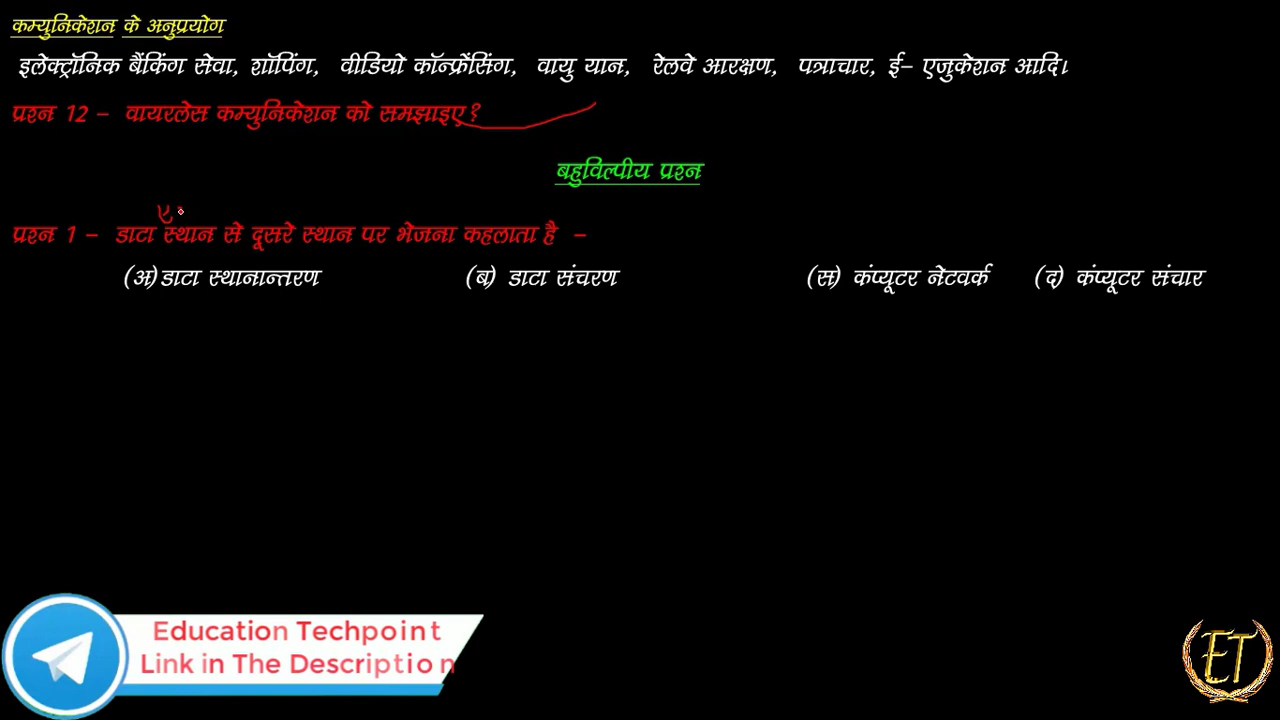 कम्युनिकेशन के अनुप्रयोग
इलेक्ट्रॉनिक बैंकिंग सेवा, शॉपिंग, वीडियो कॉन्फ्रेंसिंग, वायु यान, रेलवे आरक्षण, पत्राचार, ई- एजुकेशन आदि।
प्रश्न 12 - वायरलेस कम्युनिकेशन को समझाइए?
बहुविल्पीय प्रश्न
ए
प्रश्न 1 - डाटा स्थान से दूसरे स्थान पर भेजना कहलाता है -
(अ)डाटा स्थानान्तरण (ब) डाटा संचरण (स) कंप्यूटर नेटवर्क (द) कंप्यूटर संचार
Education Techpoint
Link in The Description
ET